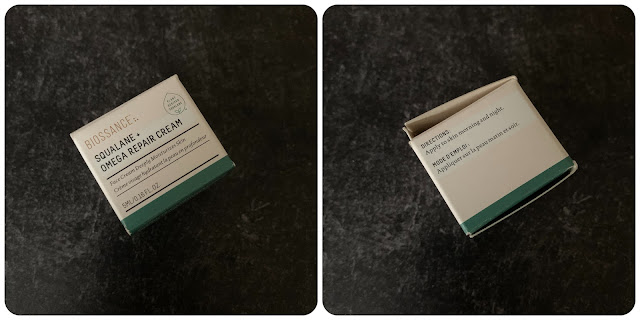 BIOSSANCE
SQUALANE +
OMEGA REPAIR CREAM
Face Cream Deeply Moisturizes Skin
Crème visage hydratant la peau en profondeur
5ML/0.16 FL. OZ
DIRECTIONS:
Apply to skin morning and night.
MODE D'EMPLOI:
Appliquer sur la peau matin et soir.